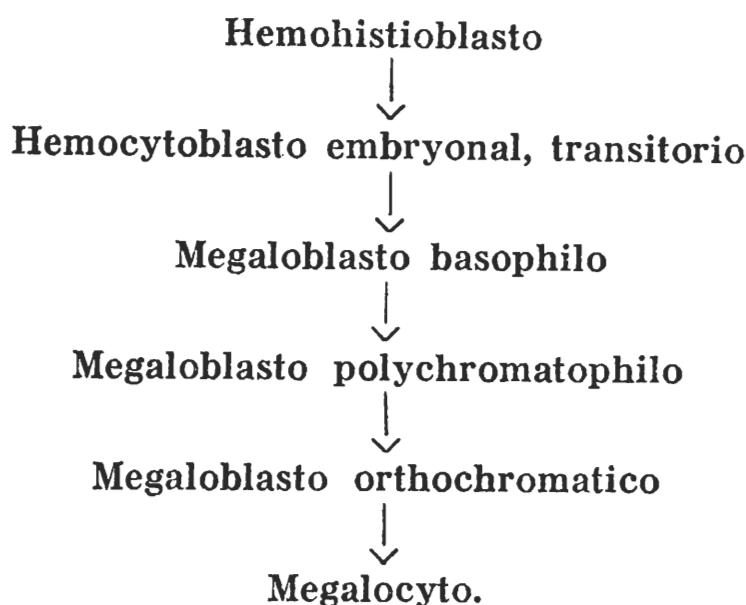 Hemohistioblasto
Hemocytoblasto embryonal, transitorio
Megaloblasto basophilo
Megaloblasto polychromatophilo
Megaloblasto orthochromatico
Megalocyto.